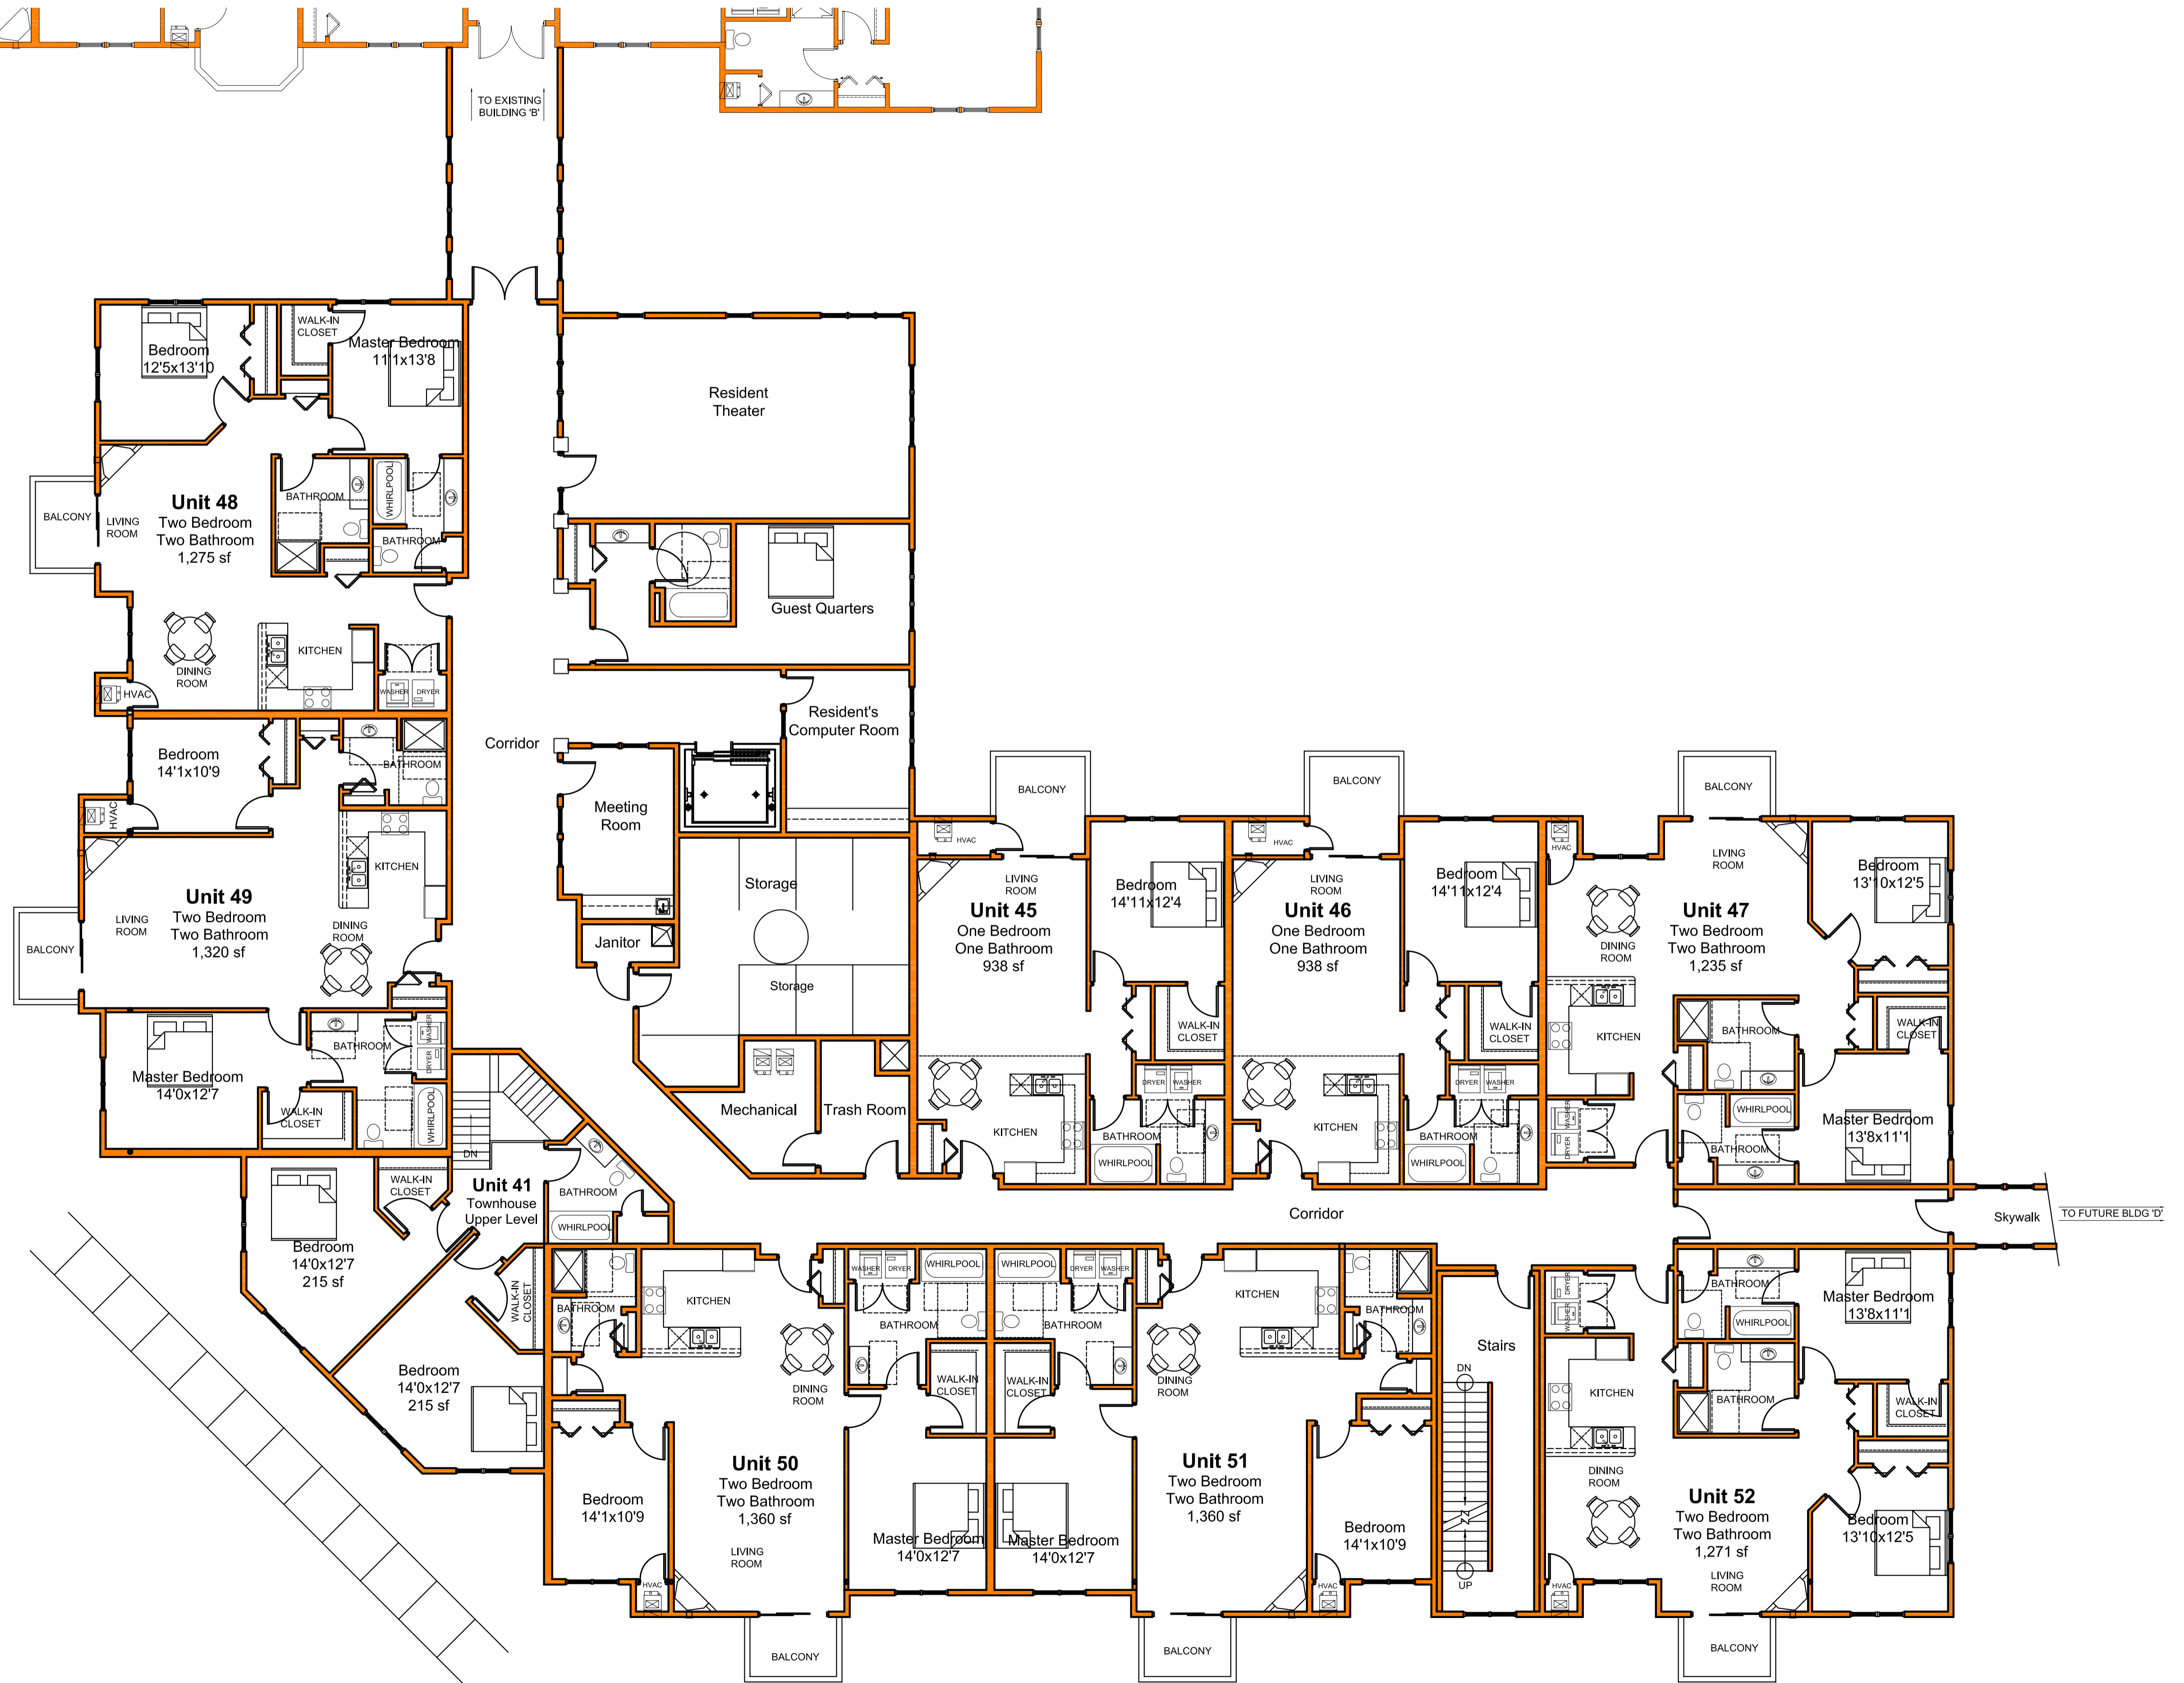 TO EXISTING
BUILDING 'B'
WALK-IN
CLOSET
Master Bedroom
11'1x13'8
Bedroom
12'5x13'10
Resident
Theater
BALCONY
LIVING
ROOM
Unit 48
Two Bedroom
Two Bathroom
1,275 sf
BATHROOM
WHIRLPOOL
BATHROOM
Guest Quarters
KITCHEN
DINING
ROOM
HVAC
WASHER
DRYER
Resident's
Computer Room
Corridor
Bedroom
14'1x10'9
BATHROOM
HVAC
Meeting
Room
KITCHEN
Unit 49
Two Bedroom
Two Bathroom
1,320 sf
LIVING
ROOM
DINING
ROOM
BALCONY
Storage
Janitor
Storage
BATHROOM
WASHER
DRYER
Master Bedroom
14'0x12'7
WALK-IN
CLOSET
WHIRLPOOL
Mechanical
Trash Room
BALCONY
HVAC
LIVING
ROOM
Bedroom
14'11x12'4
Unit 45
One Bedroom
One Bathroom
938 sf
WALK-IN
CLOSET
DRYER
WASHER
KITCHEN
BATHROOM
WHIRLPOOL
BALCONY
HVAC
LIVING
ROOM
Bedroom
14'11x12'4
Unit 46
One Bedroom
One Bathroom
938 sf
WALK-IN
CLOSET
DRYER
WASHER
KITCHEN
BATHROOM
WHIRLPOOL
BALCONY
HVAC
LIVING
ROOM
Bedroom
13'10x12'5
Unit 47
Two Bedroom
Two Bathroom
1,235 sf
DINING
ROOM
KITCHEN
BATHROOM
WALK-IN
CLOSET
WHIRLPOOL
WASHER
DRYER
BATHROOM
Master Bedroom
13'8x11'1
DN
WALK-IN
CLOSET
Unit 41
Townhouse
Upper Level
BATHROOM
WHIRLPOOL
Bedroom
14'0x12'7
215 sf
WALK-IN
CLOSET
Bedroom
14'0x12'7
215 sf
Corridor
Skywalk
TO FUTURE BLDG 'D'
BATHROOM
KITCHEN
WASHER
DRYER
WHIRLPOOL
BATHROOM
DINING
ROOM
WALK-IN
CLOSET
Unit 50
Two Bedroom
Two Bathroom
1,360 sf
Bedroom
14'1x10'9
LIVING
ROOM
Master Bedroom
14'0x12'7
HVAC
BALCONY
WHIRLPOOL
DRYER
WASHER
BATHROOM
KITCHEN
BATHROOM
WALK-IN
CLOSET
DINING
ROOM
Unit 51
Two Bedroom
Two Bathroom
1,360 sf
Master Bedroom
14'0x12'7
Bedroom
14'1x10'9
HVAC
BALCONY
Stairs
DN
UP
DRYER
WASHER
BATHROOM
WHIRLPOOL
Master Bedroom
13'8x11'1
KITCHEN
BATHROOM
WALK-IN
CLOSET
DINING
ROOM
Unit 52
Two Bedroom
Two Bathroom
1,271 sf
Bedroom
13'10x12'5
LIVING
ROOM
HVAC
BALCONY